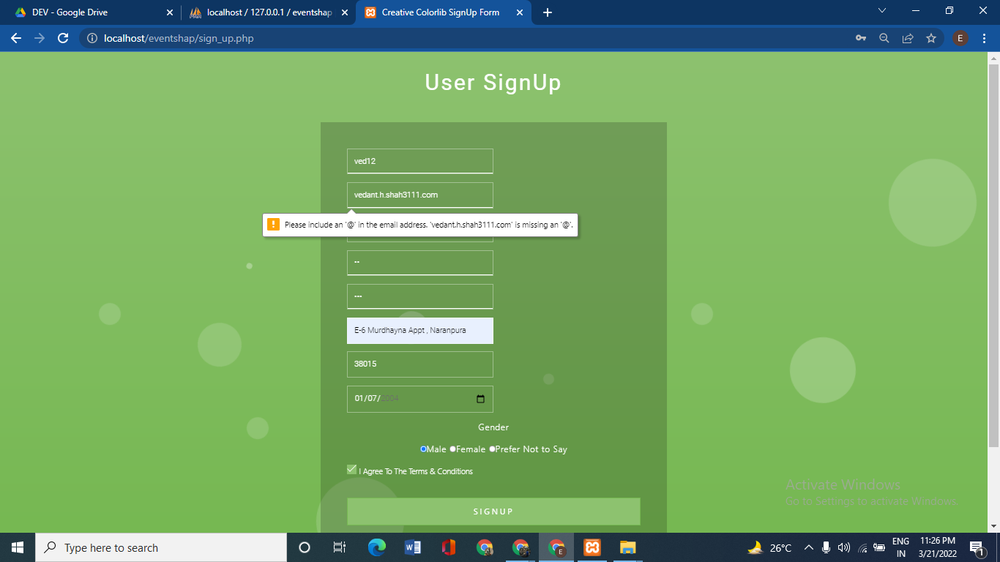 DEV - Google Drive
localhost / 127.0.0.1 / eventshap
Creative Colorlib SignUp Form
localhost/eventshap/sign_up.php
E
User SignUp
ved12
vedant.h.shah3111.com
Please include an '@' in the email address. 'vedant.h.shah3111.com' is missing an '@'.
••
•••
E-6 Murdhayna Appt , Naranpura
38015
01/07/2004
Gender
Male Female Prefer Not to Say
I Agree To The Terms & Conditions
SIGNUP
Activate Windows
Go to Settings to activate Windows.
Type here to search
26°C
ENG
IN
11:26 PM
3/21/2022
1